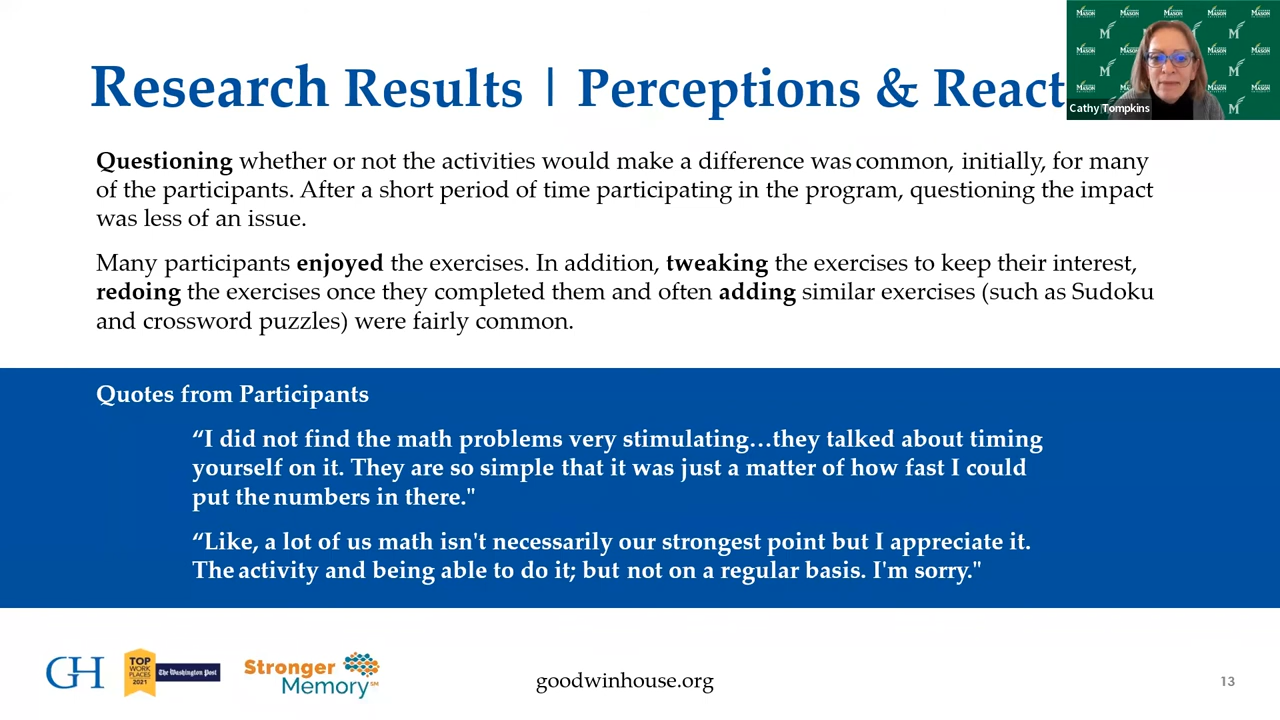 Research Results | Perceptions & React
Cathy Tompkins
Questioning whether or not the activities would make a difference was common, initially, for many
of the participants. After a short period of time participating in the program, questioning the impact
was less of an issue.
Many participants enjoyed the exercises. In addition, tweaking the exercises to keep their interest,
redoing the exercises once they completed them and often adding similar exercises (such as Sudoku
and crossword puzzles) were fairly common.
Quotes from Participants
“I did not find the math problems very stimulating…they talked about timing
yourself on it. They are so simple that it was just a matter of how fast I could
put the numbers in there."
“Like, a lot of us math isn't necessarily our strongest point but I appreciate it.
The activity and being able to do it; but not on a regular basis. I'm sorry."
GH
TOP
WORK
PLACES
2021
The Washington Post
Stronger
Memory
SM
goodwinhouse.org
13